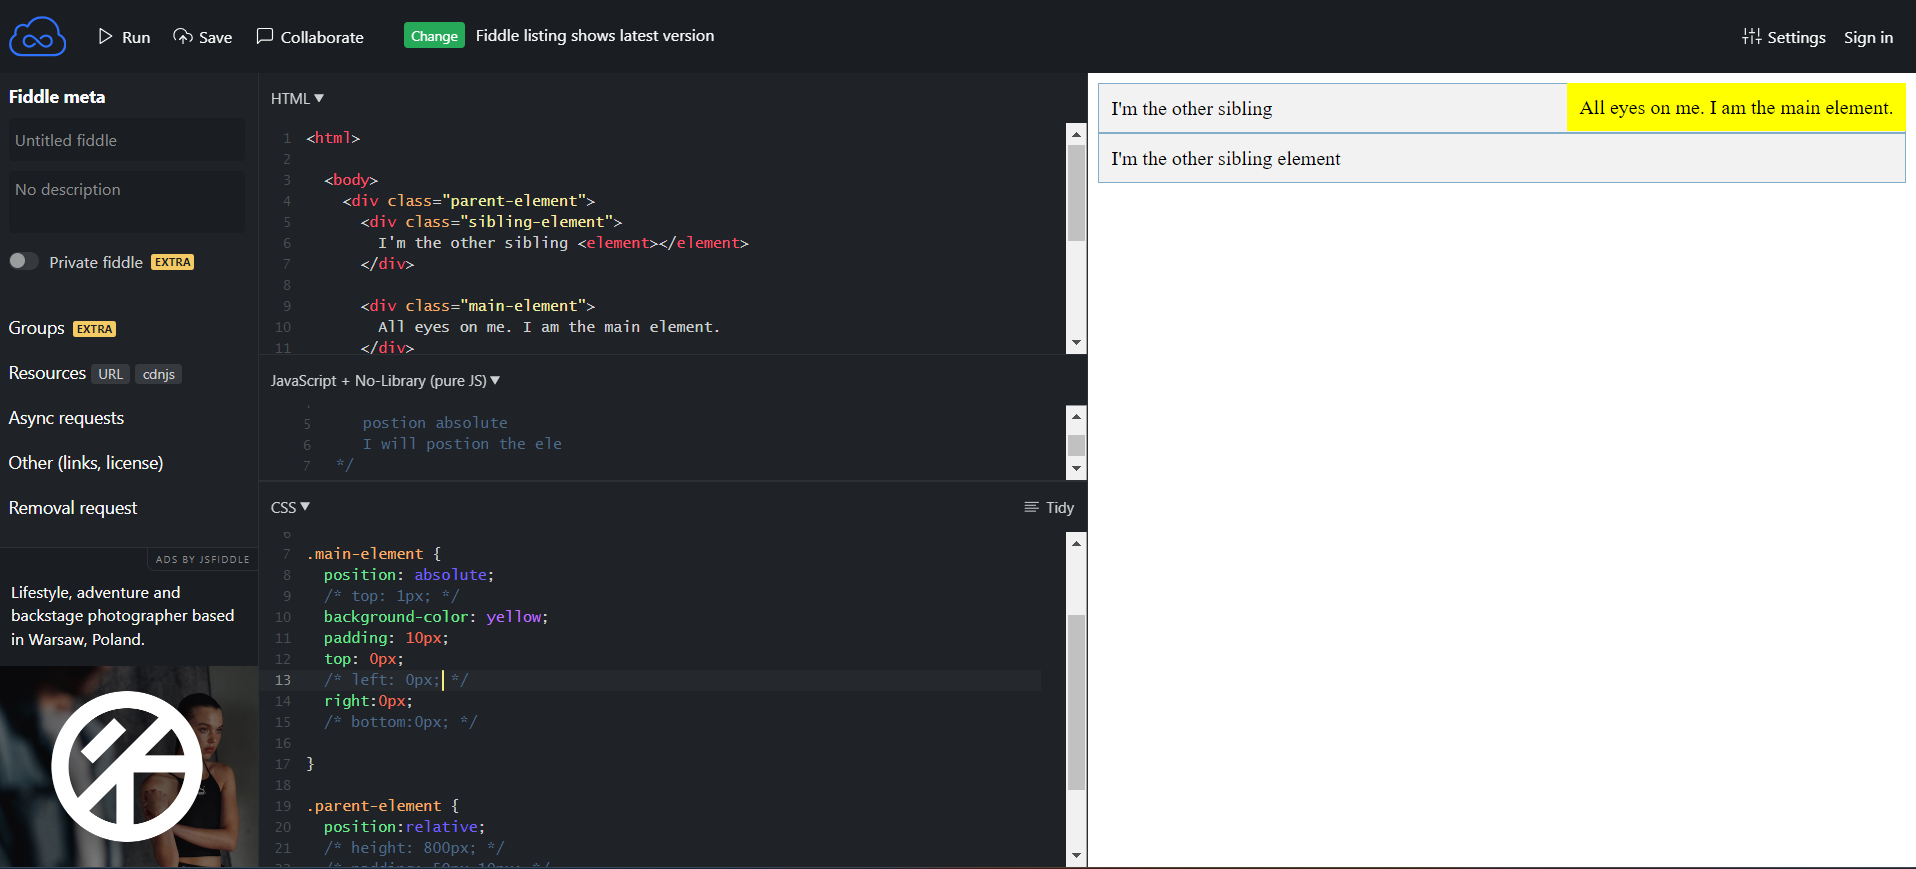 Run Save Collaborate Change Fiddle listing shows latest version Settings Sign in
Fiddle meta
Untitled fiddle
No description
Private fiddle EXTRA
Groups EXTRA
Resources URL cdnjs
Async requests
Other (links, license)
Removal request
ADS BY JSFIDDLE
Lifestyle, adventure and
backstage photographer based
in Warsaw, Poland.
HTML ▼
1 <html>
2
3 <body>
4 <div class="parent-element">
5 <div class="sibling-element">
6 I'm the other sibling <element></element>
7 </div>
8
9 <div class="main-element">
10 All eyes on me. I am the main element.
11 </div>
JavaScript + No-Library (pure JS) ▼
5 postion absolute
6 I will postion the ele
7 */
CSS ▼ Tidy
6
7 .main-element {
8 position: absolute;
9 /* top: 1px; */
10 background-color: yellow;
11 padding: 10px;
12 top: 0px;
13 /* left: 0px; */
14 right:0px;
15 /* bottom:0px; */
16
17 }
18
19 .parent-element {
20 position:relative;
21 /* height: 800px; */
22 /* padding: 50px 10px; */
I'm the other sibling
All eyes on me. I am the main element.
I'm the other sibling element